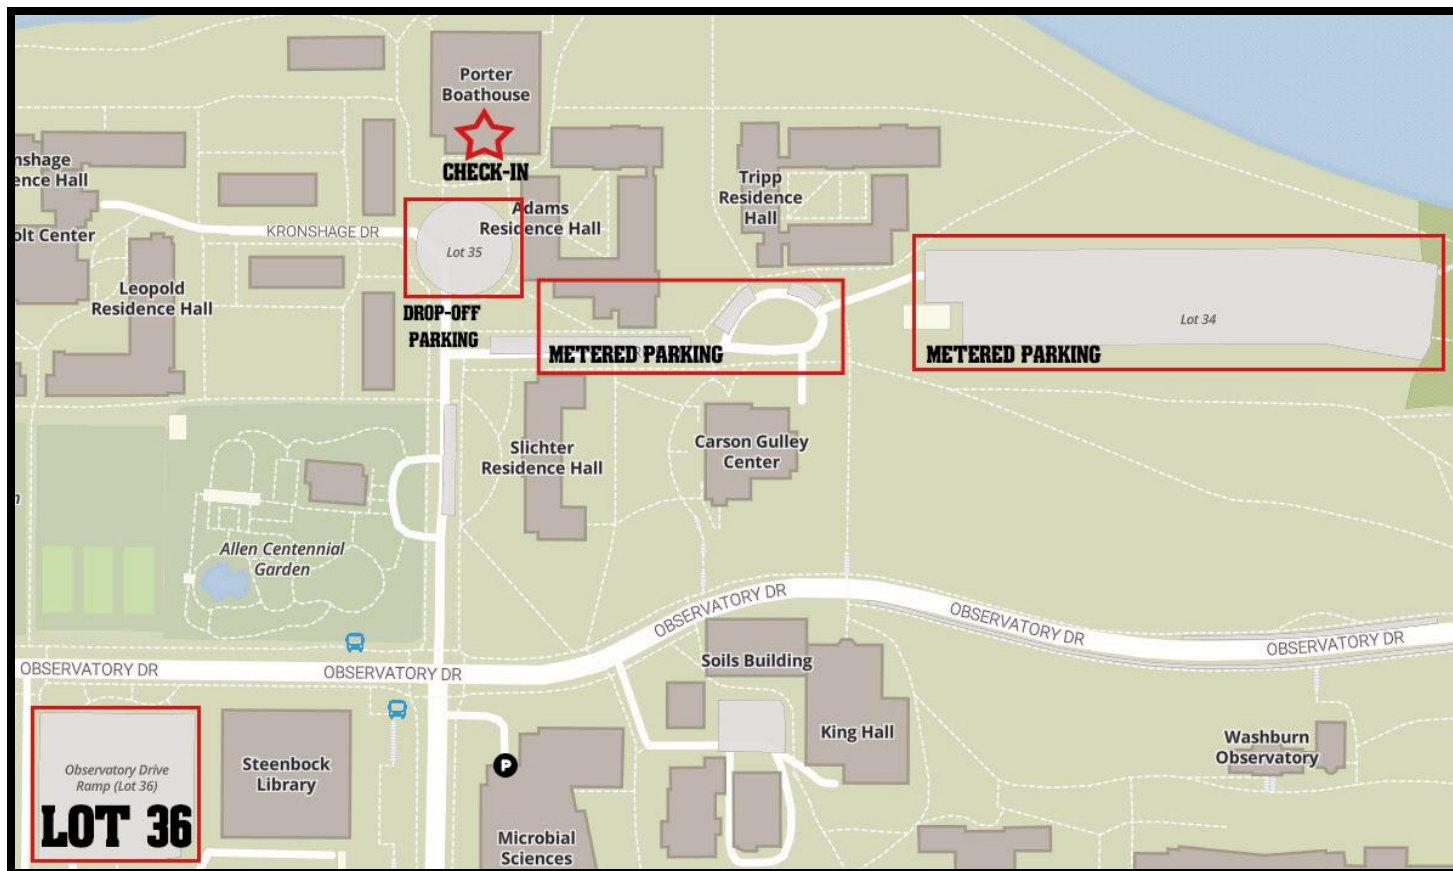 Porter
Boathouse
CHECK-IN
nshage
ence Hall
olt Center
KRONSHAGE DR
Lot 35
Adams
Residence Hall
Tripp
Residence
Hall
Leopold
Residence Hall
DROP-OFF
PARKING
METERED PARKING
Lot 34
METERED PARKING
Slichter
Residence Hall
Carson Gulley
Center
Allen Centennial
Garden
OBSERVATORY DR
OBSERVATORY DR
OBSERVATORY DR
OBSERVATORY DR
OBSERVATORY DR
Soils Building
King Hall
Washburn
Observatory
Observatory Drive
Ramp (Lot 36)
LOT 36
Steenbock
Library
P
Microbial
Sciences